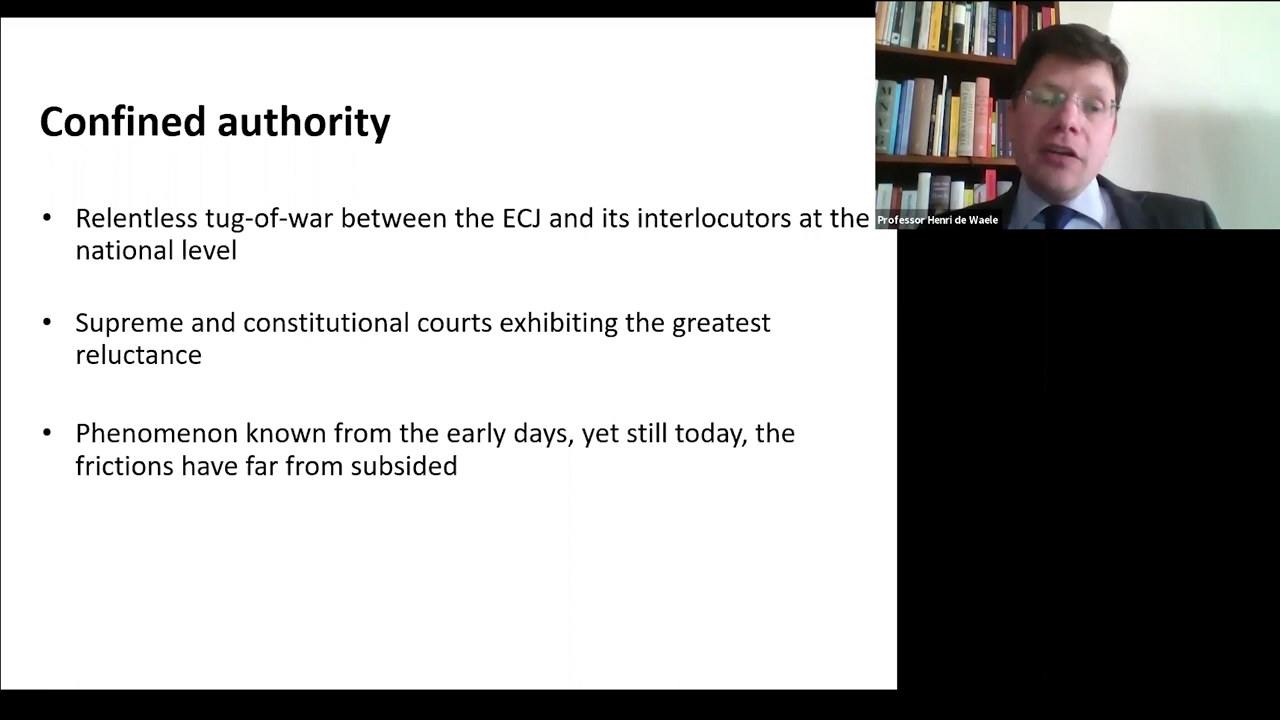 Confined authority
• Relentless tug-of-war between the ECJ and its interlocutors at the
national level
• Supreme and constitutional courts exhibiting the greatest
reluctance
• Phenomenon known from the early days, yet still today, the
frictions have far from subsided
Professor Henri de Waele